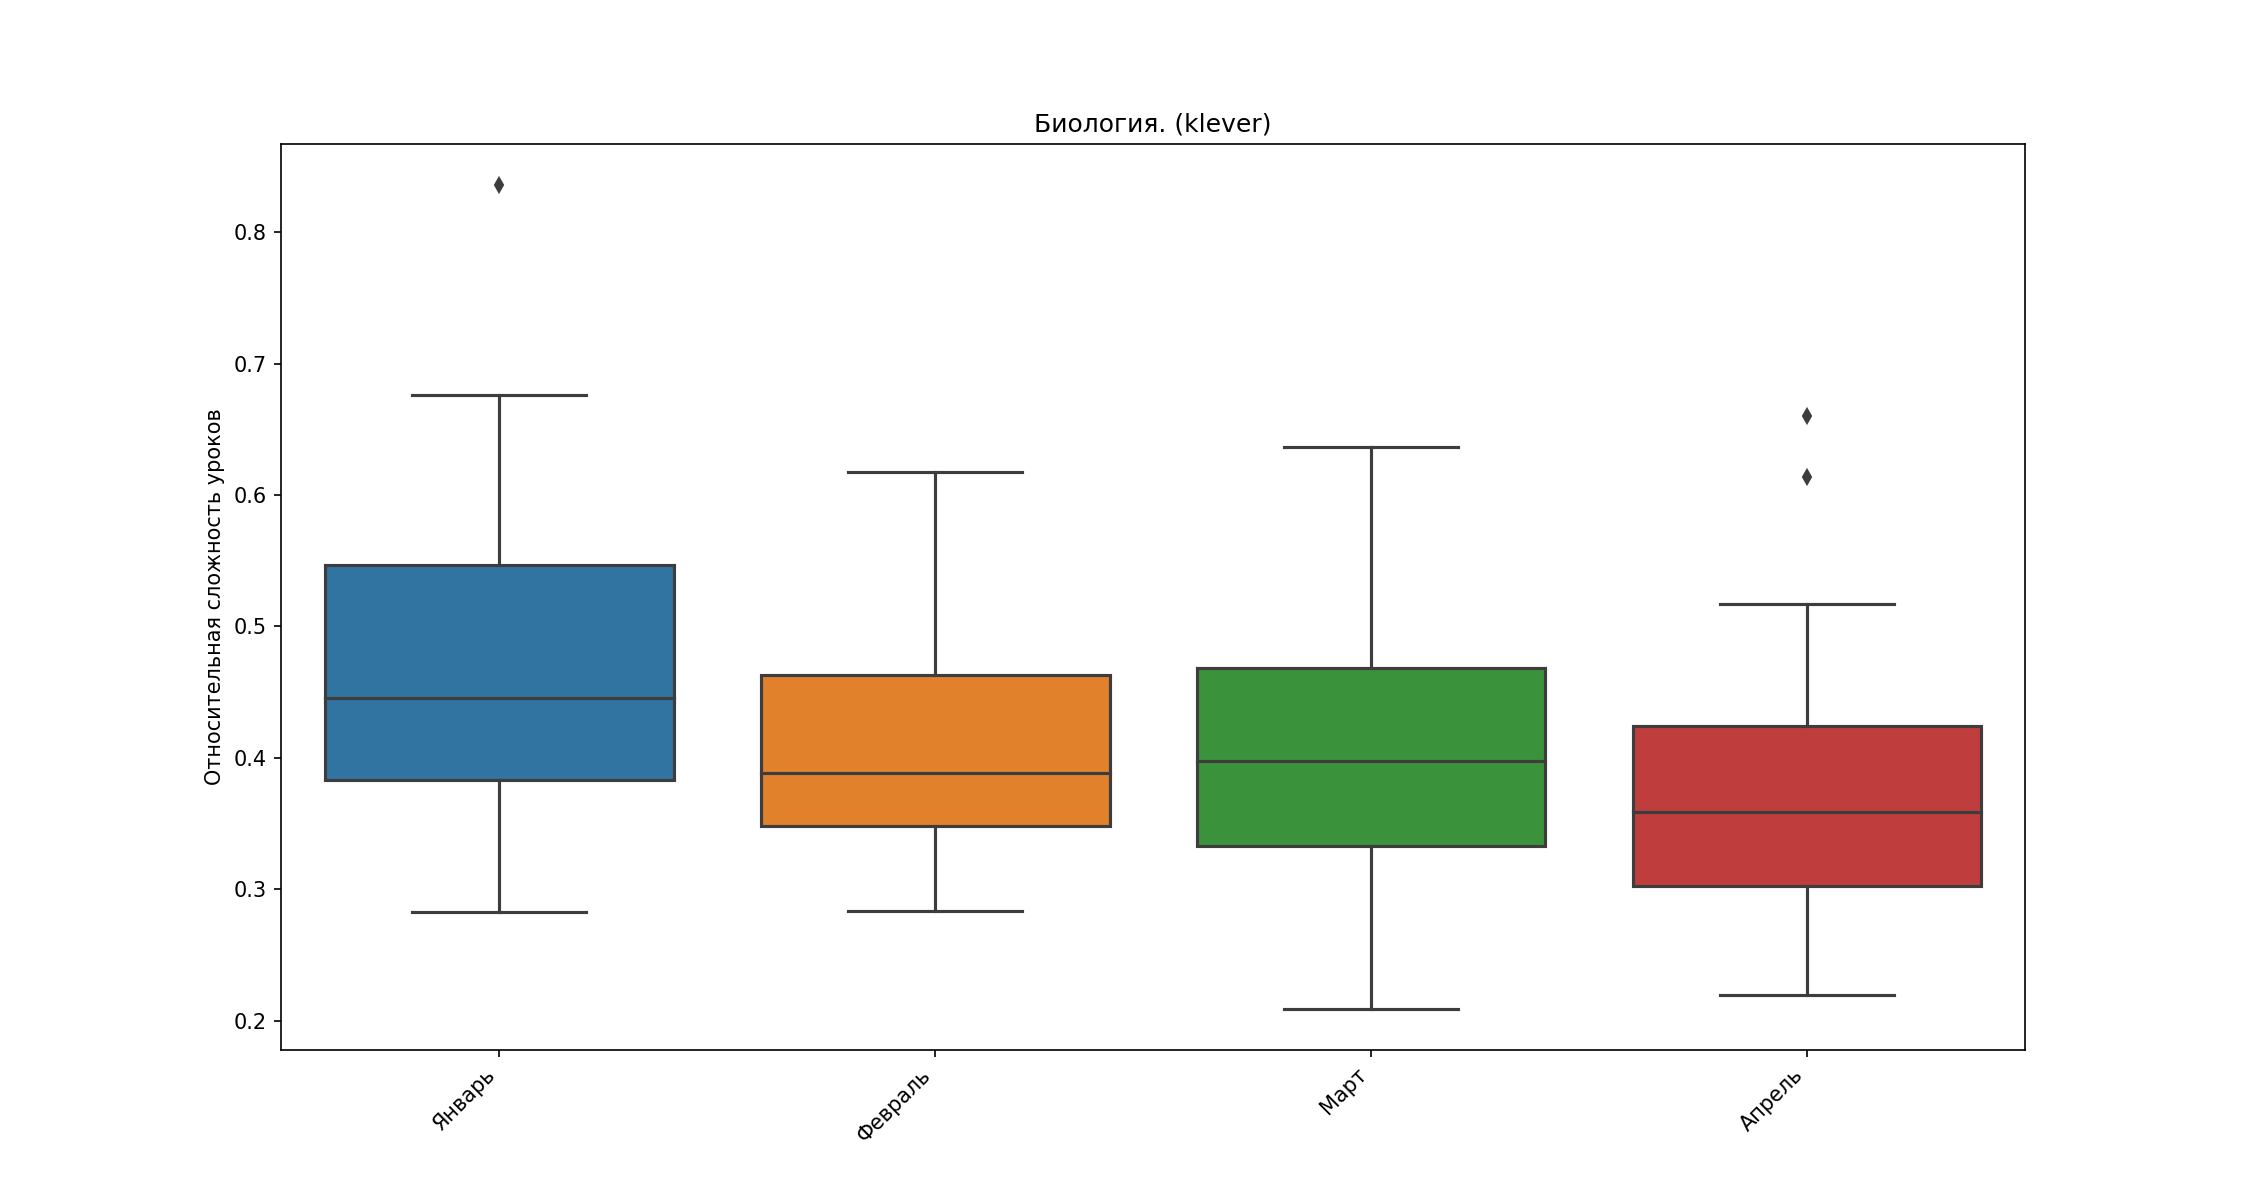 Биология. (klever)
Относительная сложность уроков
0.8
0.7
0.6
0.5
0.4
0.3
0.2
Январь
Февраль
Март
Апрель